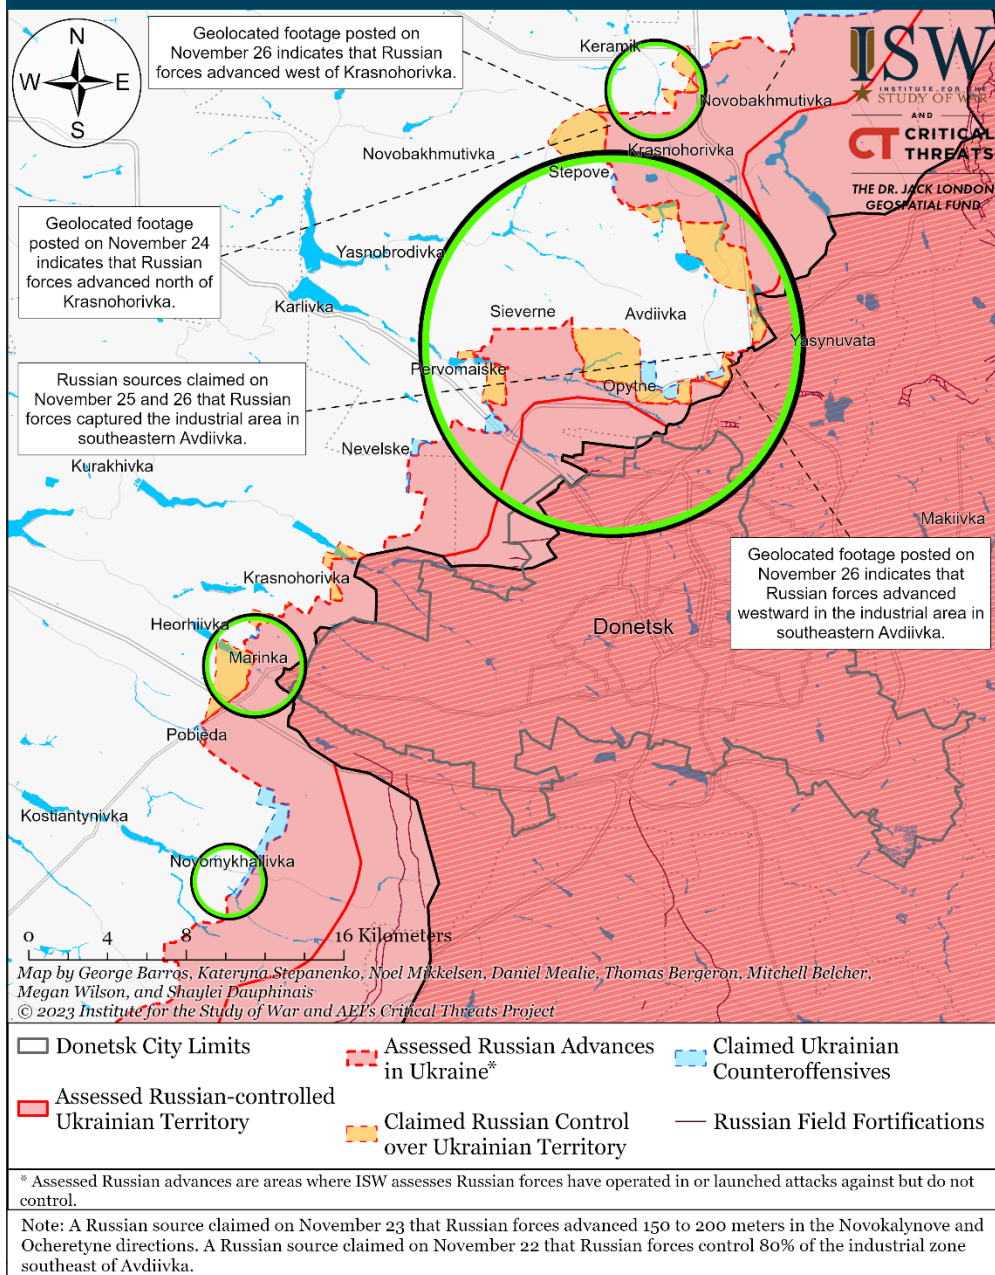 N
W
E
S
Geolocated footage posted on
November 26 indicates that Russian
forces advanced west of Krasnohorivka.
Keramik
ISW
INSTITUTE FOR THE
STUDY OF WAR
AND
CT CRITICAL
THREATS
THE DR. JACK LONDON
GEOSPATIAL FUND
Novobakhmutivka
Novobakhmutivka
Krasnohorivka
Stepove
Geolocated footage
posted on November 24
indicates that Russian
forces advanced north of
Krasnohorivka.
Yasnobrodivka
Karlivka
Sieverne
Avdiivka
Yasynuvata
Pervomaiske
Opytne
Russian sources claimed on
November 25 and 26 that Russian
forces captured the industrial area in
southeastern Avdiivka.
Nevelske
Kurakhivka
Makiivka
Geolocated footage posted on
November 26 indicates that
Russian forces advanced
westward in the industrial area in
southeastern Avdiivka.
Krasnohorivka
Heorhiivka
Donetsk
Marinka
Pobieda
Kostiantynivka
Novomykhailivka
0 4 8 16 Kilometers
Map by George Barros, Kateryna Stepanenko, Noel Mikkelsen, Daniel Mealie, Thomas Bergeron, Mitchell Belcher,
Megan Wilson, and Shaylei Dauphinais
© 2023 Institute for the Study of War and AEI's Critical Threats Project
Donetsk City Limits
Assessed Russian-controlled
Ukrainian Territory
Assessed Russian Advances
in Ukraine*
Claimed Russian Control
over Ukrainian Territory
Claimed Ukrainian
Counteroffensives
Russian Field Fortifications
* Assessed Russian advances are areas where ISW assesses Russian forces have operated in or launched attacks against but do not
control.
Note: A Russian source claimed on November 23 that Russian forces advanced 150 to 200 meters in the Novokalynove and
Ocheretyne directions. A Russian source claimed on November 22 that Russian forces control 80% of the industrial zone
southeast of Avdiivka.